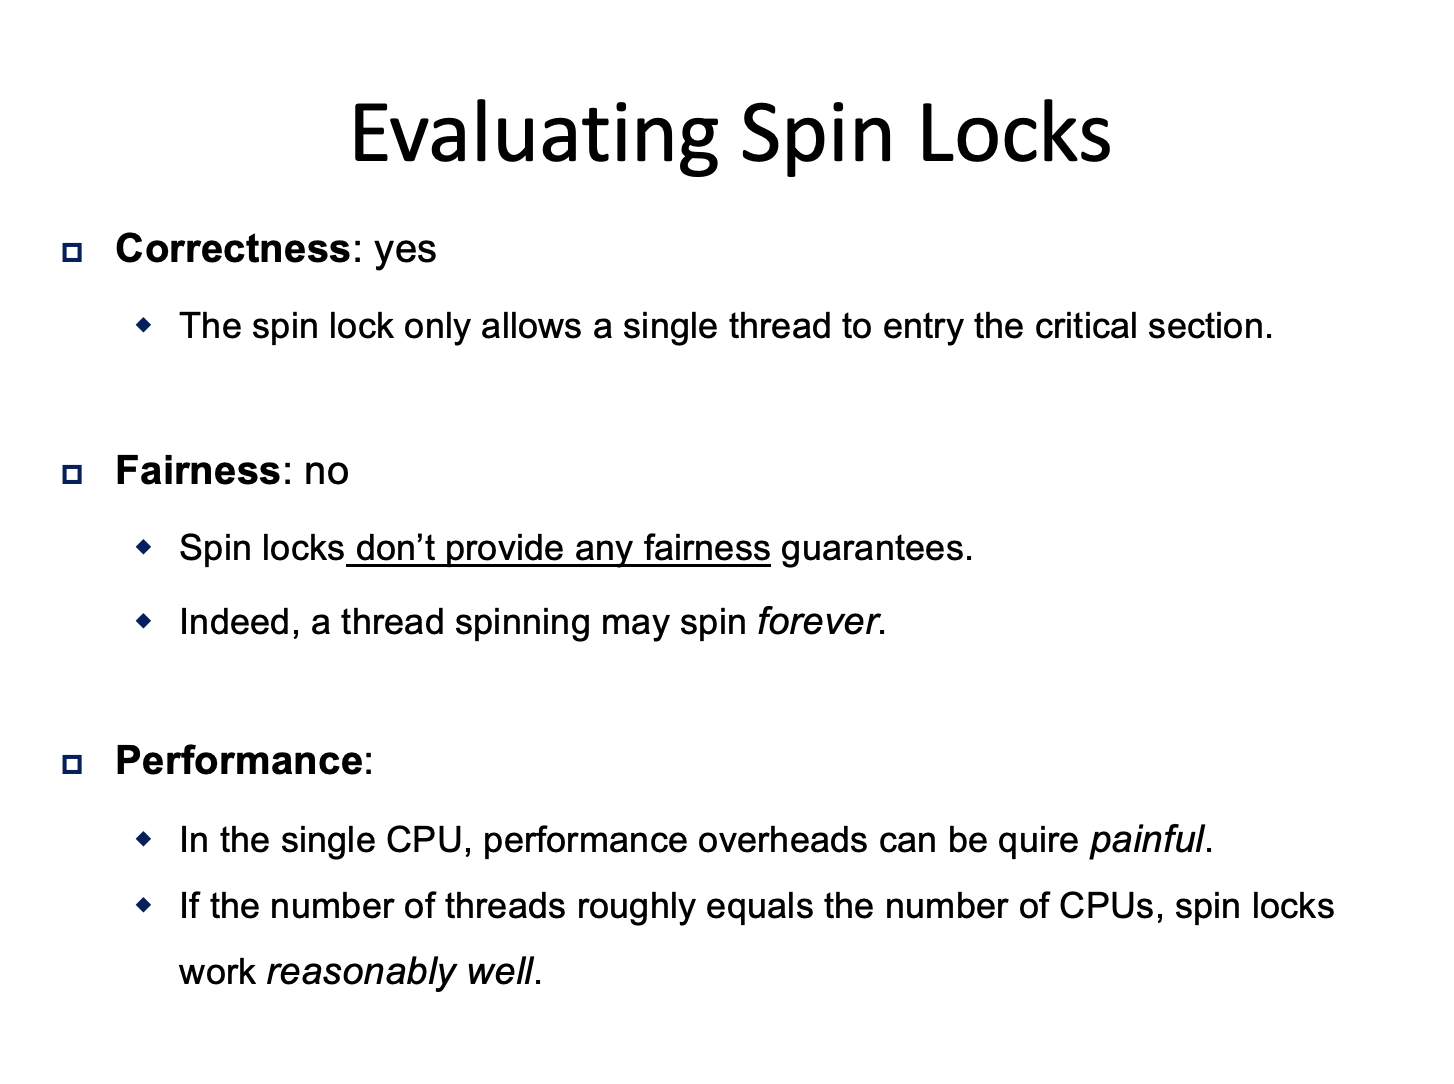 Evaluating Spin Locks
Correctness: yes
The spin lock only allows a single thread to entry the critical section.
Fairness: no
Spin locks don’t provide any fairness guarantees.
Indeed, a thread spinning may spin forever.
Performance:
In the single CPU, performance overheads can be quire painful.
If the number of threads roughly equals the number of CPUs, spin locks
work reasonably well.